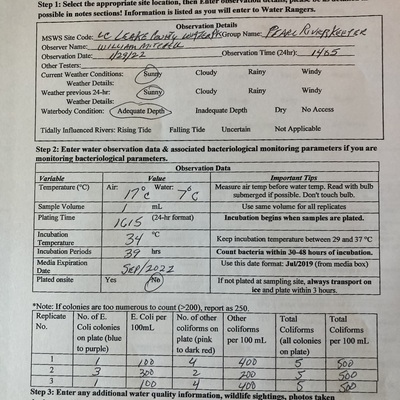 Step 1: Select the appropriate site location, then Enter observation details, please be as detailed as
possible in notes sections! Information is listed as you will enter to Water Rangers.
Observation Details
MSWS Site Code: Group Name: PEARL RIVERKEEPER
Observer Name: WILLIAM MITCHELL
Observation Date: 1/29/22 Observation Time (24hr): 1405
Other Testers:
Current Weather Conditions: Sunny Cloudy Rainy Windy
Weather Details:
Weather previous 24-hr: Sunny Cloudy Rainy Windy
Weather Details:
Waterbody Condition: Adequate Depth Inadequate Depth Dry No Access
Tidally Influenced Rivers: Rising Tide Falling Tide Uncertain Not Applicable
Step 2: Enter water observation data & associated bacteriological monitoring parameters if you are
monitoring bacteriological parameters.
Observation Data
Variable Value Important Tips
Temperature (°C) Air: 17°C Water: 7°C Measure air temp before water temp. Read with bulb submerged if possible. Don't touch bulb.
Sample Volume 1 mL Use same volume for all replicates
Plating Time 1615 (24-hr format) Incubation begins when samples are plated.
Incubation Temperature 34 °C Keep incubation temperature between 29 and 37 °C
Incubation Periods 39 hrs Count bacteria within 30-48 hours of incubation.
Media Expiration Date SEP/2022 Use this date format: Jul/2019 (from media box)
Plated onsite Yes No If not plated at sampling site, always transport on ice and plate within 3 hours.
*Note: If colonies are too numerous to count (>200), report as 250.
Replicate No. No. of E. Coli colonies on plate (blue to purple) E. Coli per 100mL No. of other coliforms on plate (pink to dark red) Other coliforms per 100 mL Total Coliforms (all colonies on plate) Total Coliforms per 100 mL
1 1 100 4 400 5 500
2 3 300 2 200 5 500
3 1 100 4 400 5 500
Step 3: Enter any additional water quality information, wildlife sightings, photos taken